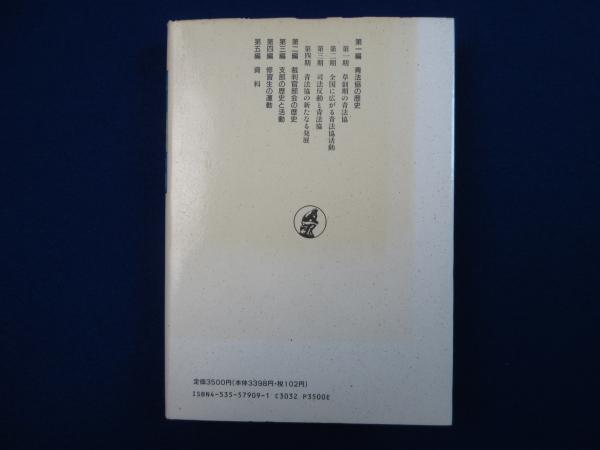 第一編　青法協の歴史
第一期　草創期の青法協
第二期　全国に広がる青法協活動
第三期　司法反動と青法協
第四期　青法協の新たなる発展
第二編　裁判官部会の歴史
第三編　支部の歴史と活動
第四編　修習生の運動
第五編　資　料
定価3500円(本体3398円・税102円)
ISBN4-535-57909-1 C3032 P3500E